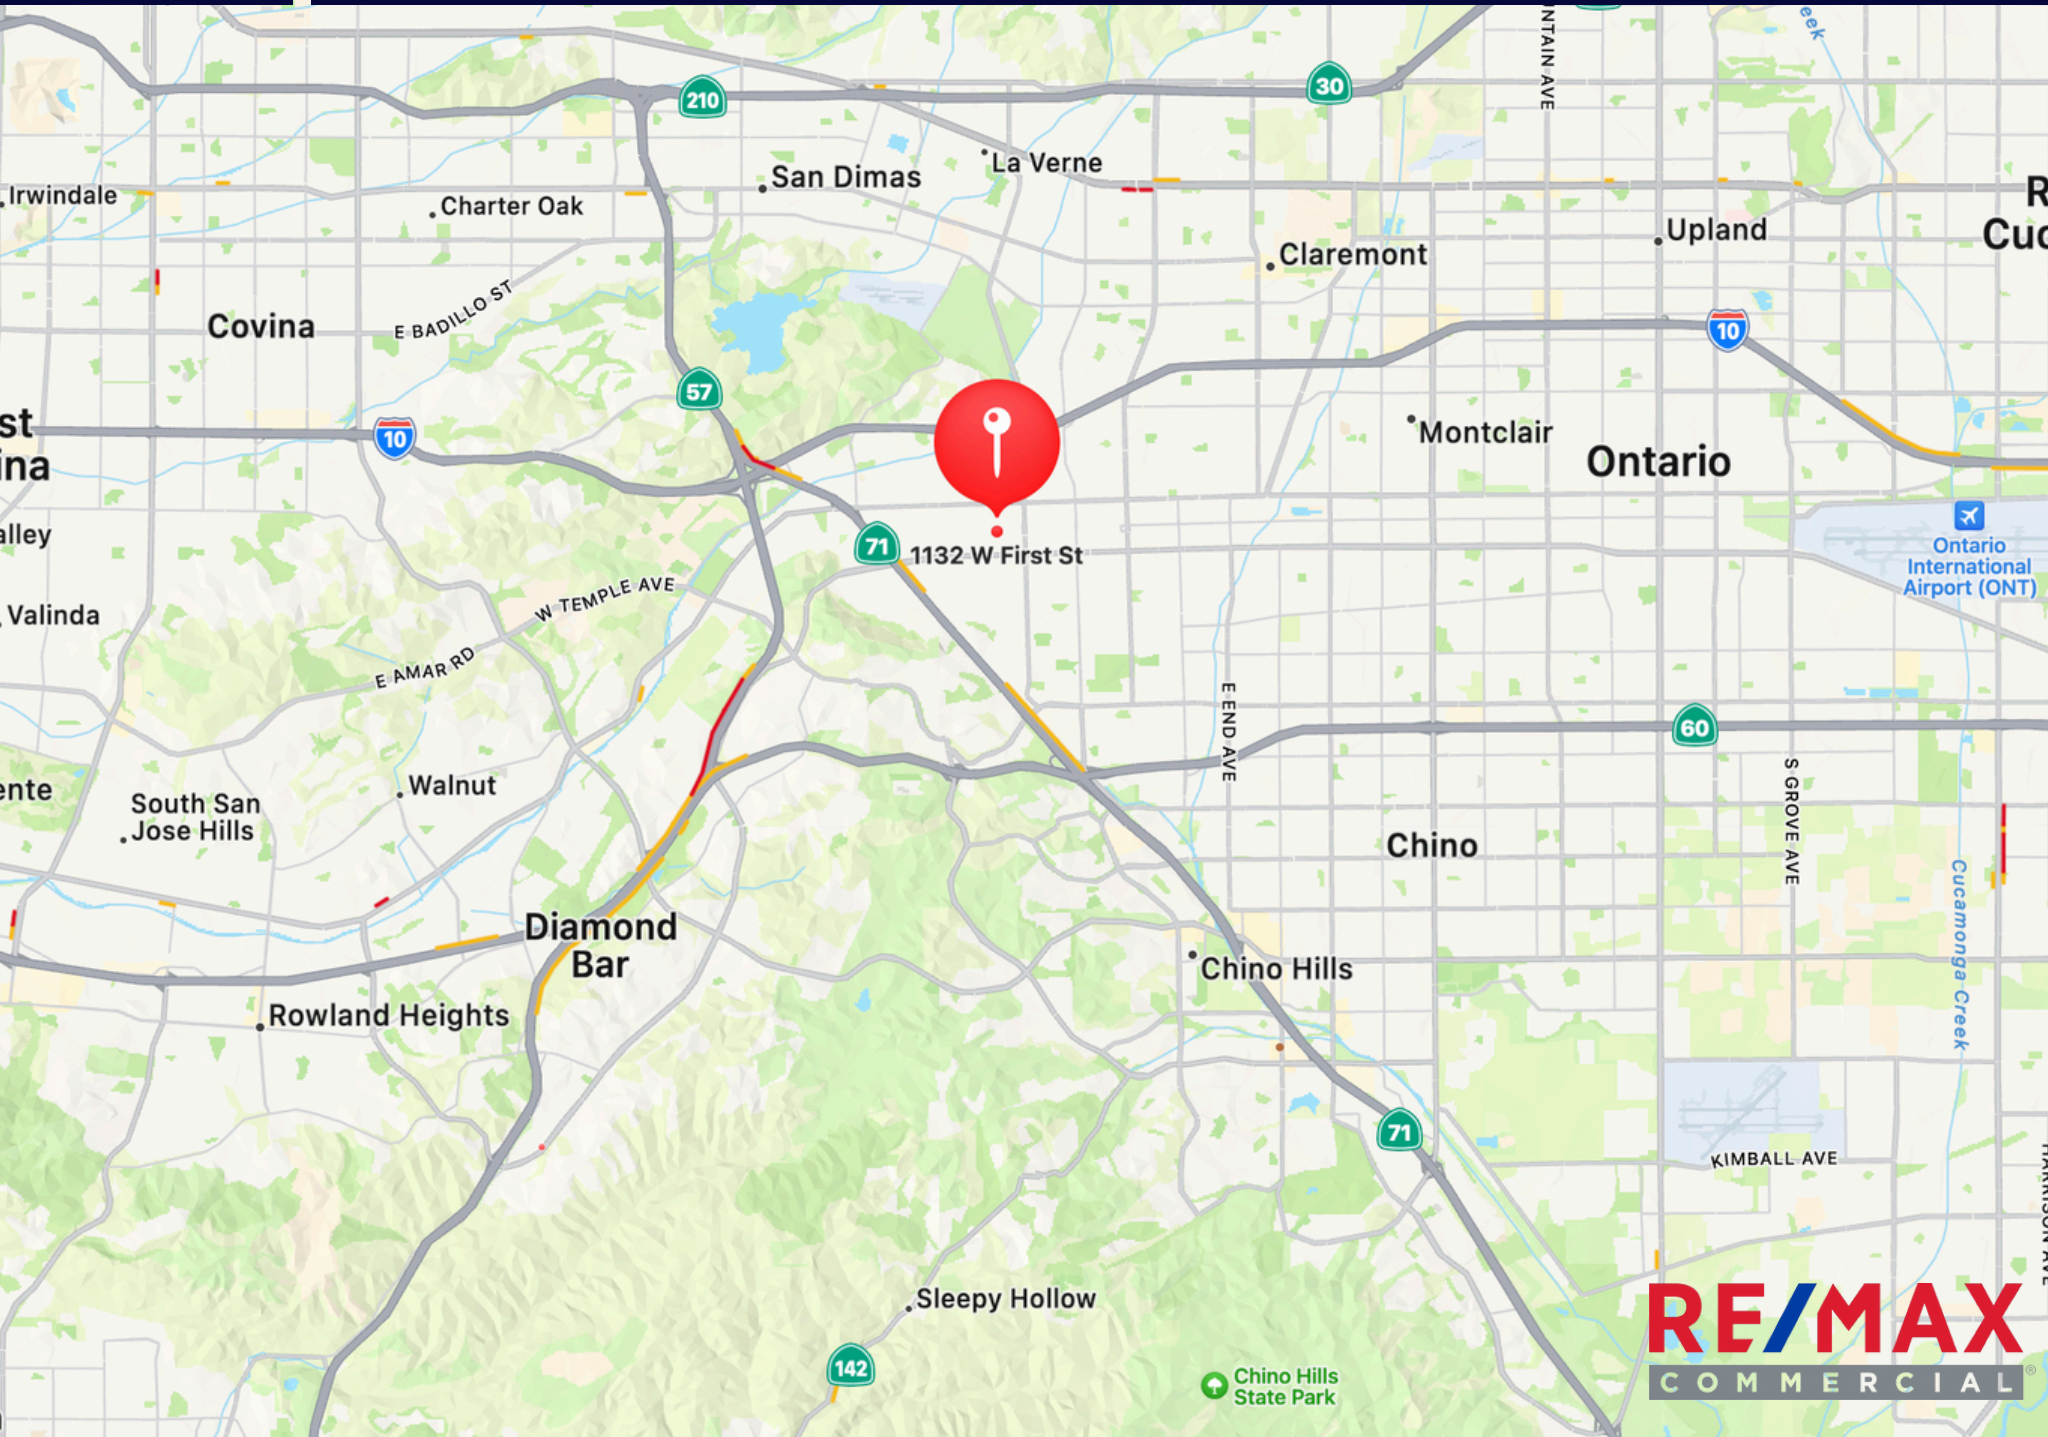 NTAIN AVE
eek
210
30
La Verne
San Dimas
Irwindale
Charter Oak
R
Cuc
Upland
Claremont
E BADILLO ST
Covina
10
57
st
ina
10
Montclair
Ontario
71
1132 W First St
Ontario
International
Airport (ONT)
alley
W TEMPLE AVE
Valinda
E AMAR RD
E END AVE
60
ente
Walnut
South San
Jose Hills
S GROVE AVE
Chino
Cucamonga Creek
Diamond
Bar
Chino Hills
Rowland Heights
71
KIMBALL AVE
HARRISON AVE
Sleepy Hollow
142
Chino Hills
State Park
RE/MAX
COMMERCIAL®